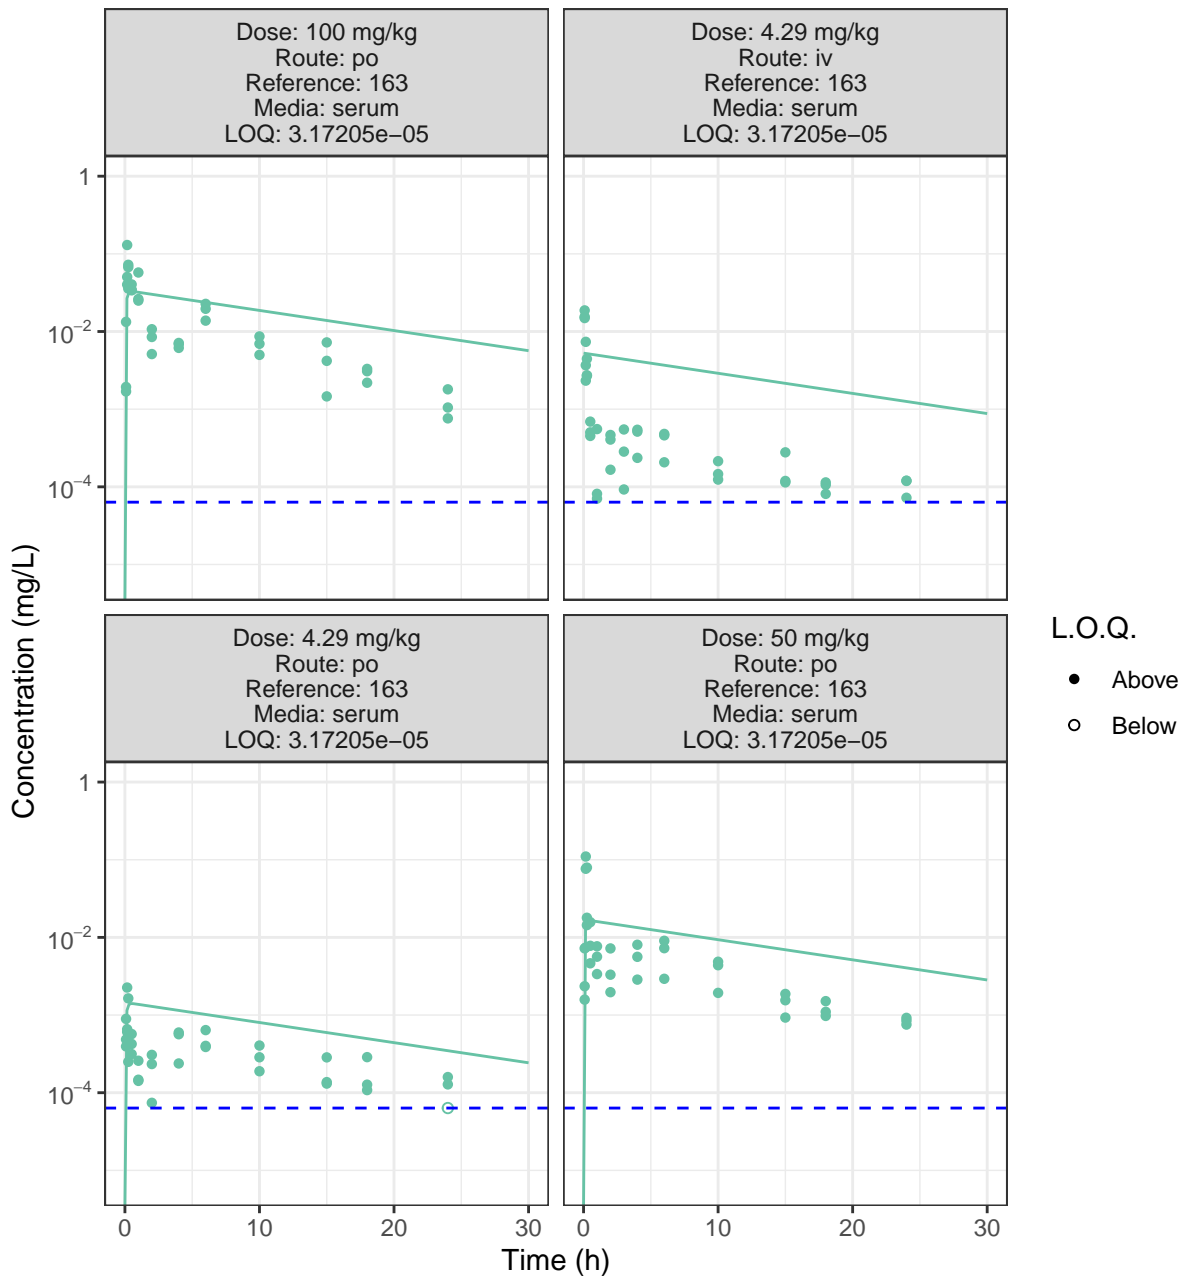 Dose: 100 mg/kg
Route: po
Reference: 163
Media: serum
LOQ: 3.17205e−05
Dose: 4.29 mg/kg
Route: iv
Reference: 163
Media: serum
LOQ: 3.17205e−05
1
10⁻²
10⁻⁴
Dose: 4.29 mg/kg
Route: po
Reference: 163
Media: serum
LOQ: 3.17205e−05
Dose: 50 mg/kg
Route: po
Reference: 163
Media: serum
LOQ: 3.17205e−05
1
10⁻²
10⁻⁴
0 10 20 30
0 10 20 30
Time (h)
Concentration (mg/L)
L.O.Q.
Above
Below